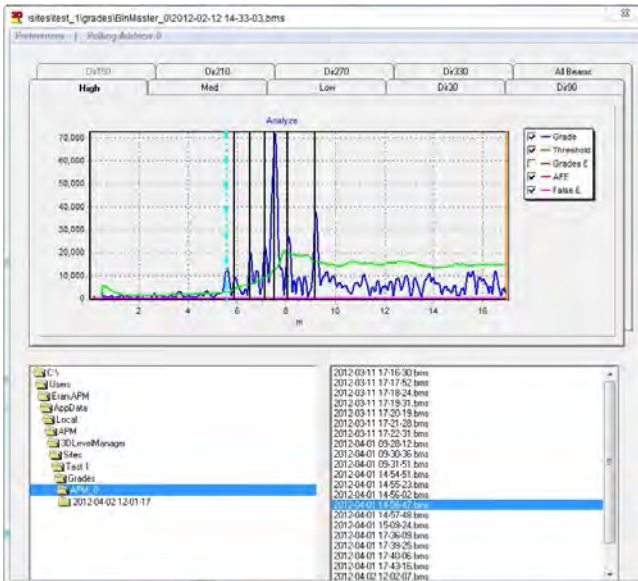 \sites\test_1\grades\BinMaster_0\2012-02-12 14-33-03.bms
Preferences | Polling Address 0
Dir150 Dir210 Dir270 Dir330 All Beams
High Med Low Dir30 Dir90
Analyze
70,000
60,000
50,000
40,000
30,000
20,000
10,000
0
2 4 6 8 10 12 14 16
m
Grade
Threshold
Grades E
AFE
False E.
C:\
Users
Eran.APM
AppData
Local
APM
3DLevelManager
Sites
Test 1
Grades
APM_0
2012-04-02 12-01-17
2012-03-11 17-16-30.bms
2012-03-11 17-17-52.bms
2012-03-11 17-18-24.bms
2012-03-11 17-19-31.bms
2012-03-11 17-20-19.bms
2012-03-11 17-21-28.bms
2012-03-11 17-22-31.bms
2012-04-01 09-28-12.bms
2012-04-01 09-30-36.bms
2012-04-01 09-31-51.bms
2012-04-01 14-54-51.bms
2012-04-01 14-55-23.bms
2012-04-01 14-56-02.bms
2012-04-01 14-56-47.bms
2012-04-01 14-57-48.bms
2012-04-01 15-09-24.bms
2012-04-01 17-36-09.bms
2012-04-01 17-39-25.bms
2012-04-01 17-40-06.bms
2012-04-01 17-43-16.bms
2012-04-02 12-02-07.bms